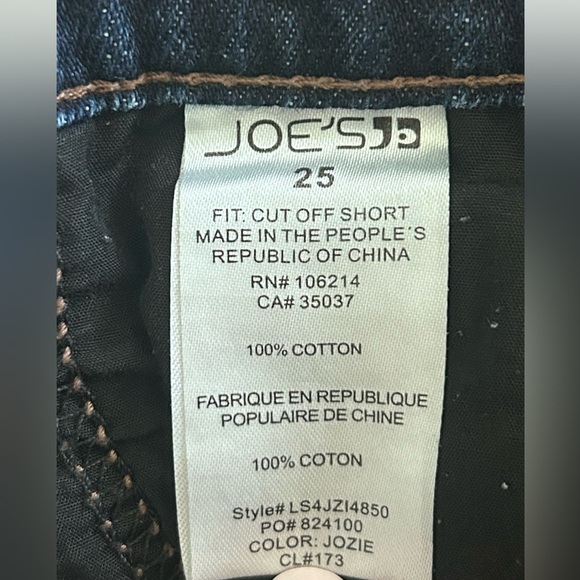 JOE'S
25
FIT: CUT OFF SHORT
MADE IN THE PEOPLE'S
REPUBLIC OF CHINA
RN# 106214
CA# 35037
100% COTTON
FABRIQUE EN REPUBLIQUE
POPULAIRE DE CHINE
100% COTON
Style# LS4JZI4850
PO# 824100
COLOR: JOZIE
CL#173